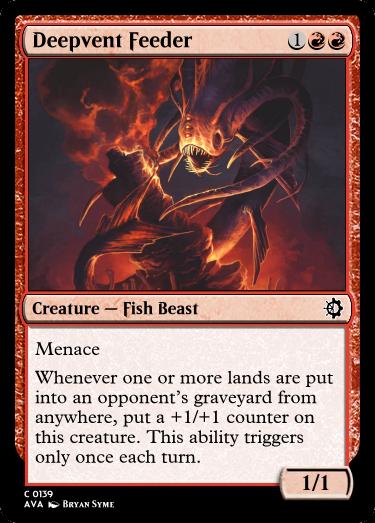 Deepvent Feeder 1
Creature — Fish Beast
Menace
Whenever one or more lands are put
into an opponent's graveyard from
anywhere, put a +1/+1 counter on
this creature. This ability triggers
only once each turn.
1/1
C 0139
AVA Bryan Syme